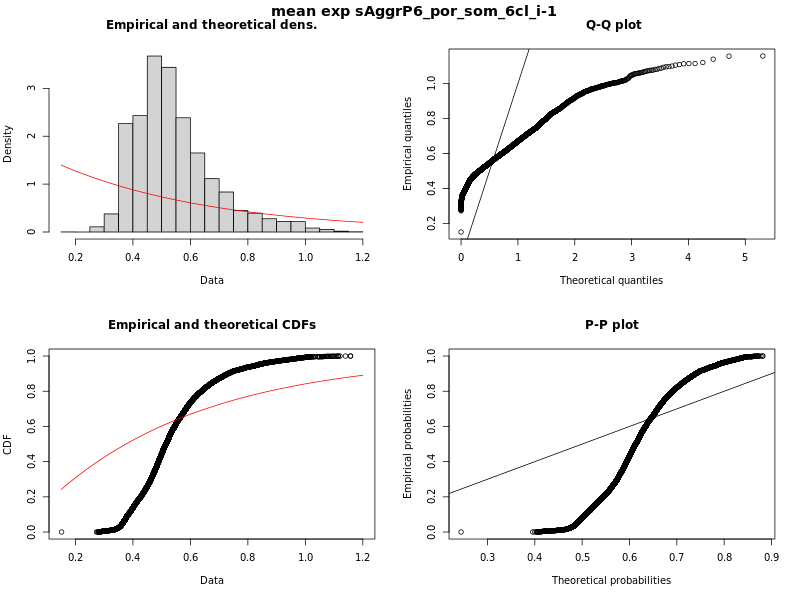 mean exp sAggrP6_por_som_6cl_i-1
Empirical and theoretical dens.
Density
0 1 2 3
0.2 0.4 0.6 0.8 1.0 1.2
Data
Q-Q plot
Empirical quantiles
0.2 0.4 0.6 0.8 1.0
0 1 2 3 4 5
Theoretical quantiles
Empirical and theoretical CDFs
CDF
0.0 0.2 0.4 0.6 0.8 1.0
0.2 0.4 0.6 0.8 1.0 1.2
Data
P-P plot
Empirical probabilities
0.0 0.2 0.4 0.6 0.8 1.0
0.3 0.4 0.5 0.6 0.7 0.8 0.9
Theoretical probabilities